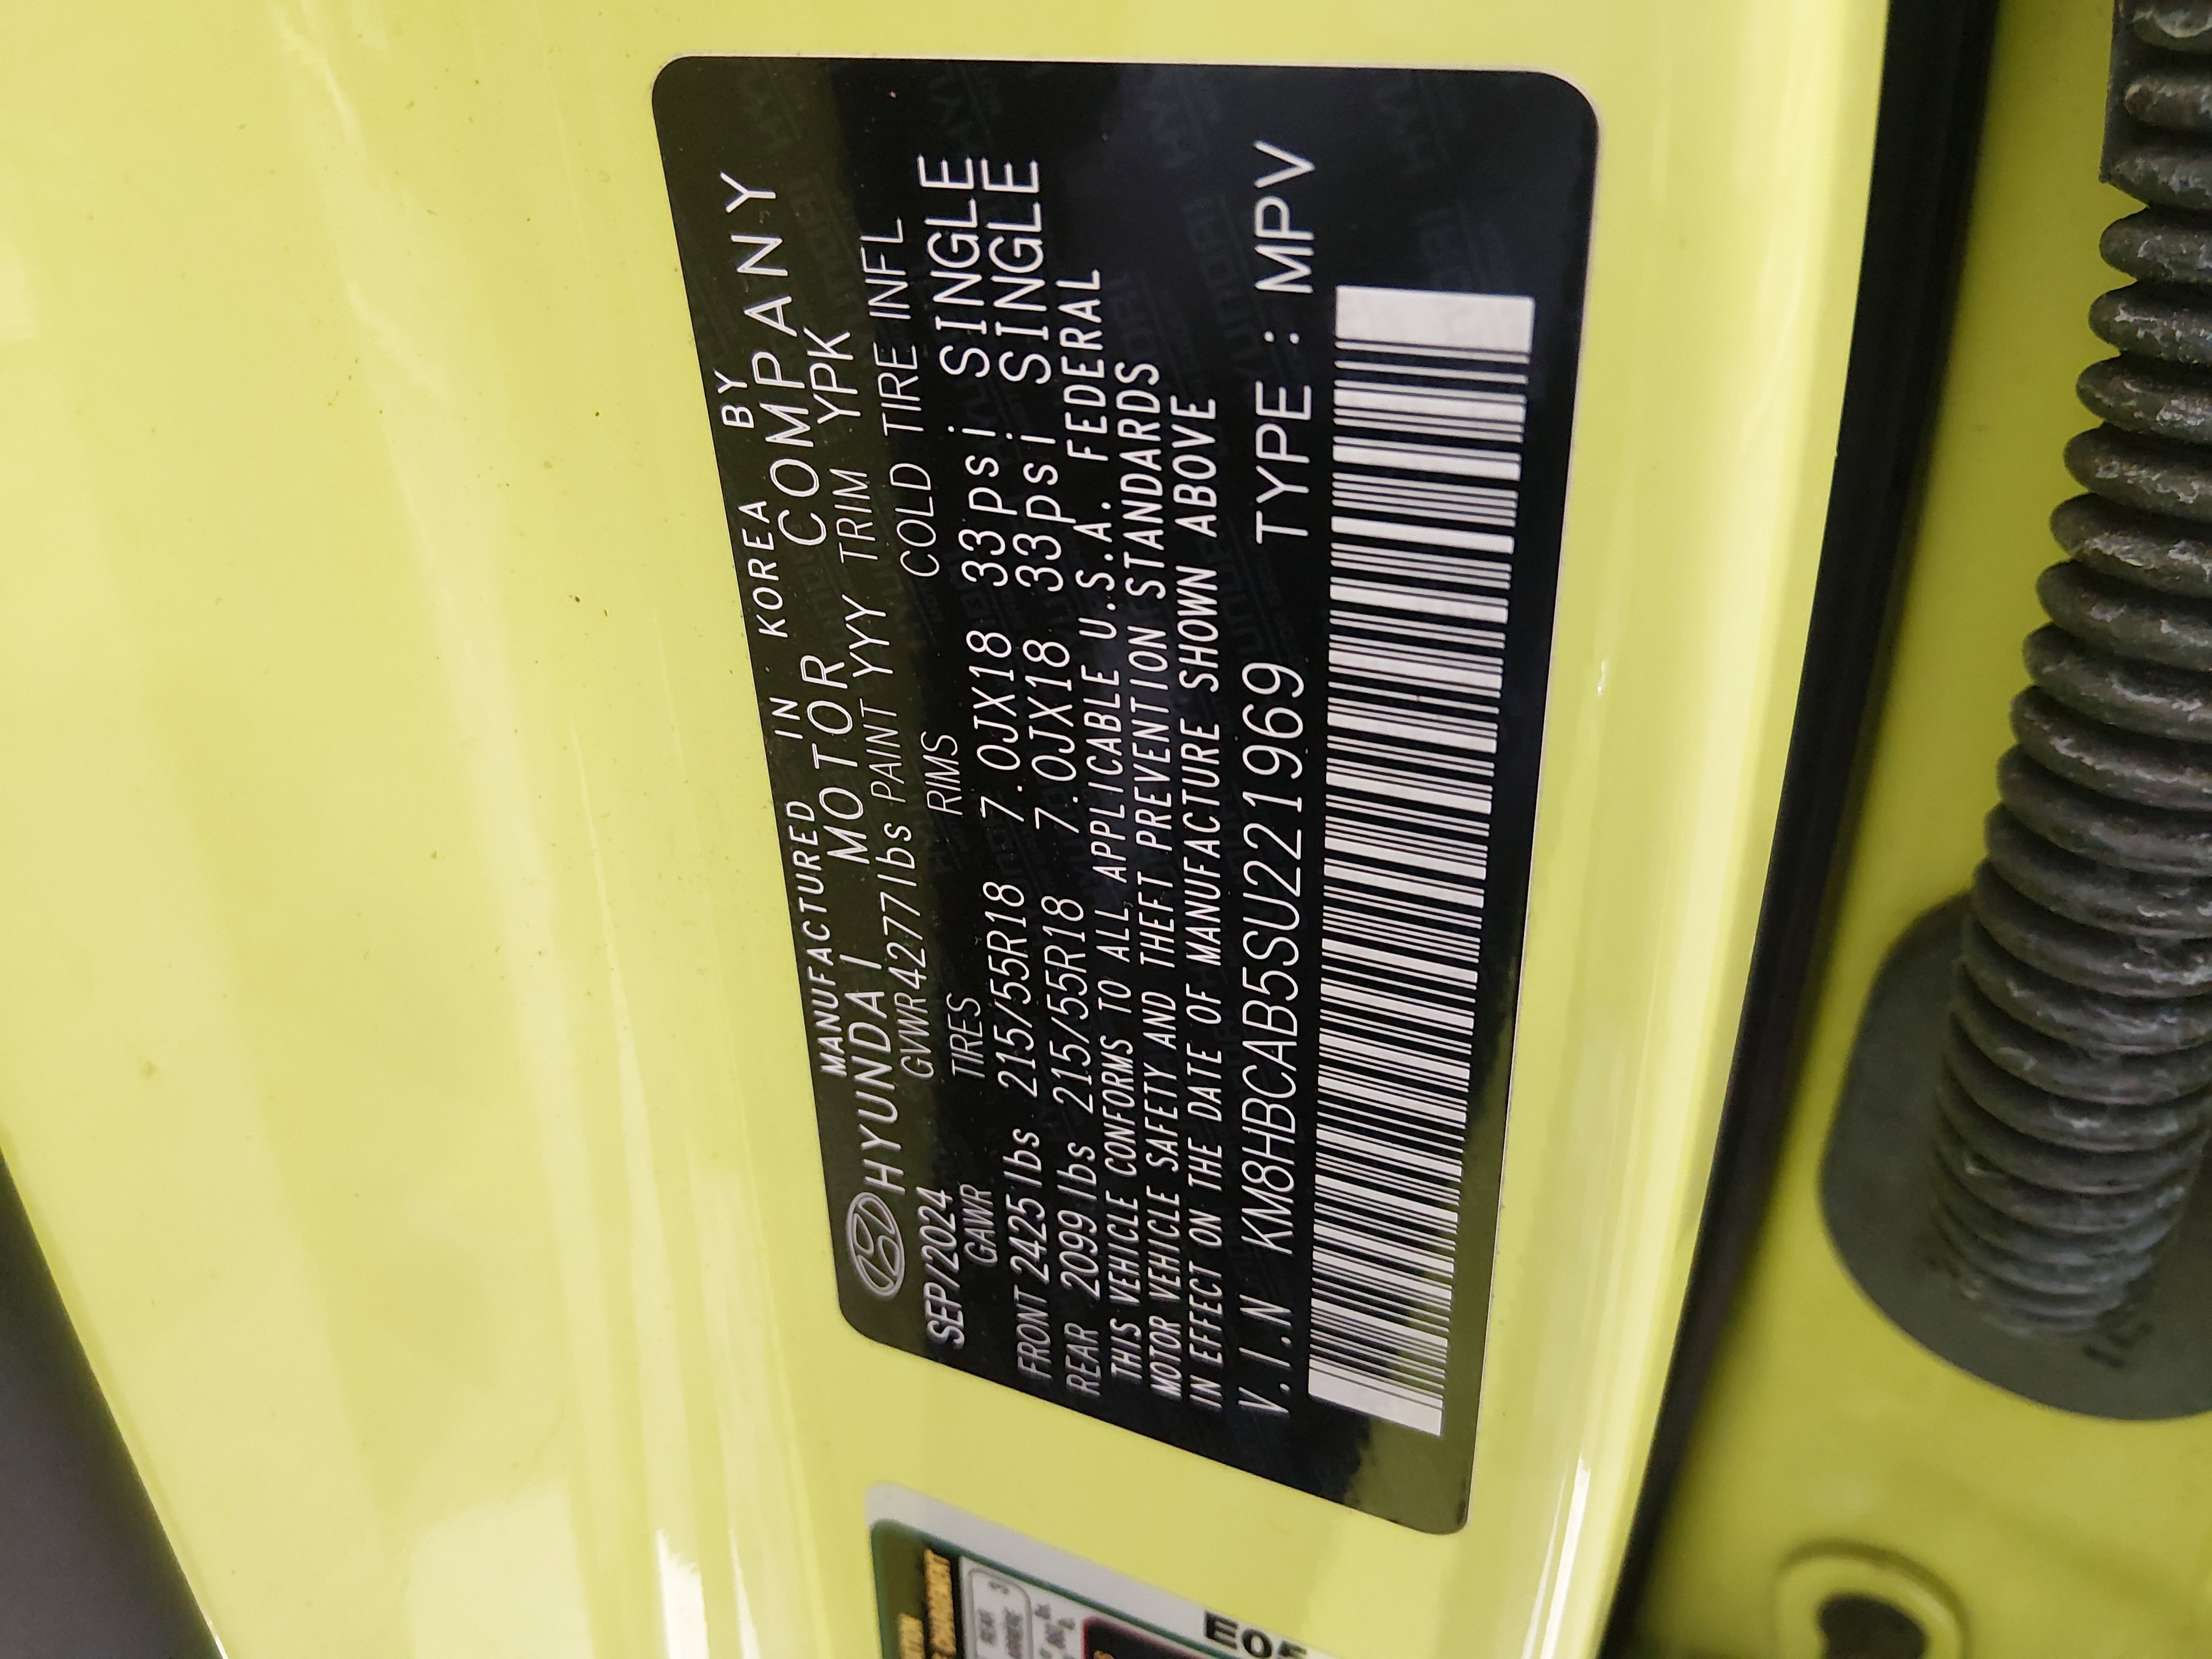 MANUFACTURED IN KOREA BY
HYUNDAI MOTOR COMPANY
SEP/2024 GVWR4277lbs PAINT YYY TRIM YPK
GAWR TIRES RIMS COLD TIRE INFL
FRONT 2425lbs 215/55R18 7.0JX18 33psi SINGLE
REAR 2099lbs 215/55R18 7.0JX18 33psi SINGLE
THIS VEHICLE CONFORMS TO ALL APPLICABLE U.S.A. FEDERAL
MOTOR VEHICLE SAFETY AND THEFT PREVENTION STANDARDS
IN EFFECT ON THE DATE OF MANUFACTURE SHOWN ABOVE
V.I.N KM8HBCAB5SU221969 TYPE : MPV
REAR